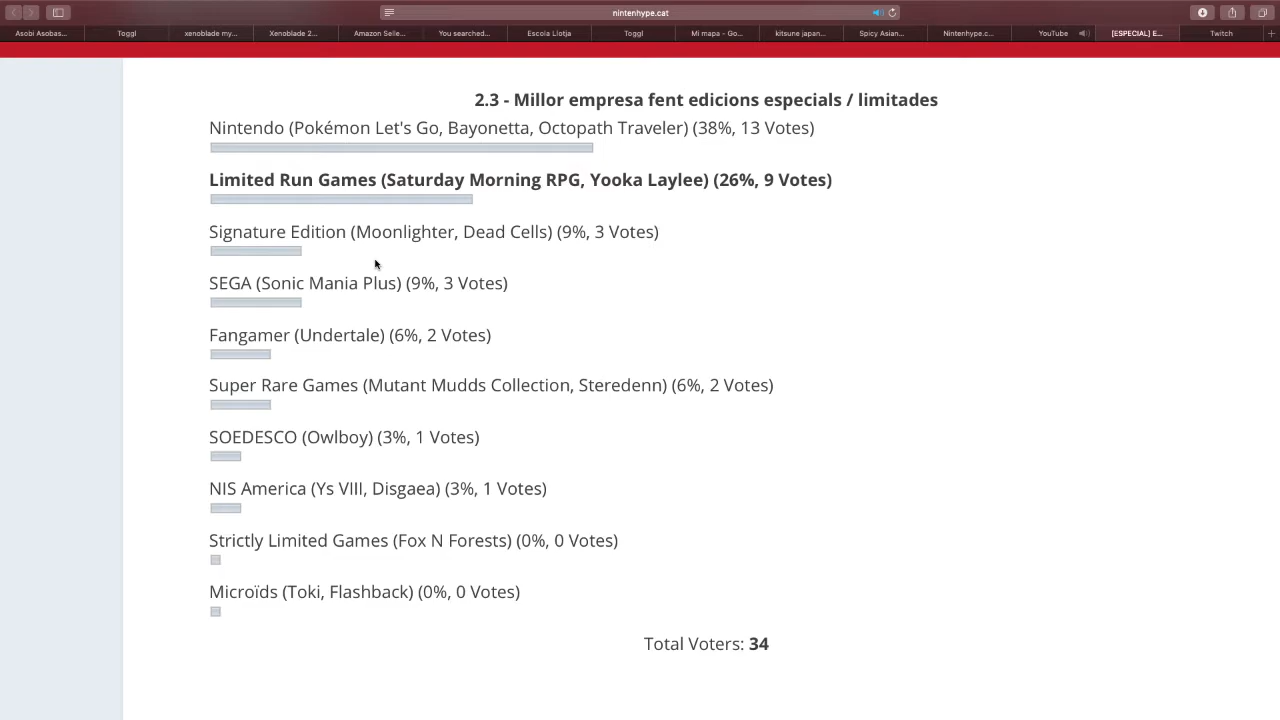 nintenhype.cat
Asobi Asobas... Toggl xenoblade my... Xenoblade 2... Amazon Selle... You searched... Escola Llotja Toggl Mi mapa – Go... kitsune japan... Spicy Asian... Nintenhype.c... YouTube [ESPECIAL] E... Twitch
2.3 - Millor empresa fent edicions especials / limitades
Nintendo (Pokémon Let's Go, Bayonetta, Octopath Traveler) (38%, 13 Votes)
Limited Run Games (Saturday Morning RPG, Yooka Laylee) (26%, 9 Votes)
Signature Edition (Moonlighter, Dead Cells) (9%, 3 Votes)
SEGA (Sonic Mania Plus) (9%, 3 Votes)
Fangamer (Undertale) (6%, 2 Votes)
Super Rare Games (Mutant Mudds Collection, Steredenn) (6%, 2 Votes)
SOEDESCO (Owlboy) (3%, 1 Votes)
NIS America (Ys VIII, Disgaea) (3%, 1 Votes)
Strictly Limited Games (Fox N Forests) (0%, 0 Votes)
Microïds (Toki, Flashback) (0%, 0 Votes)
Total Voters: 34